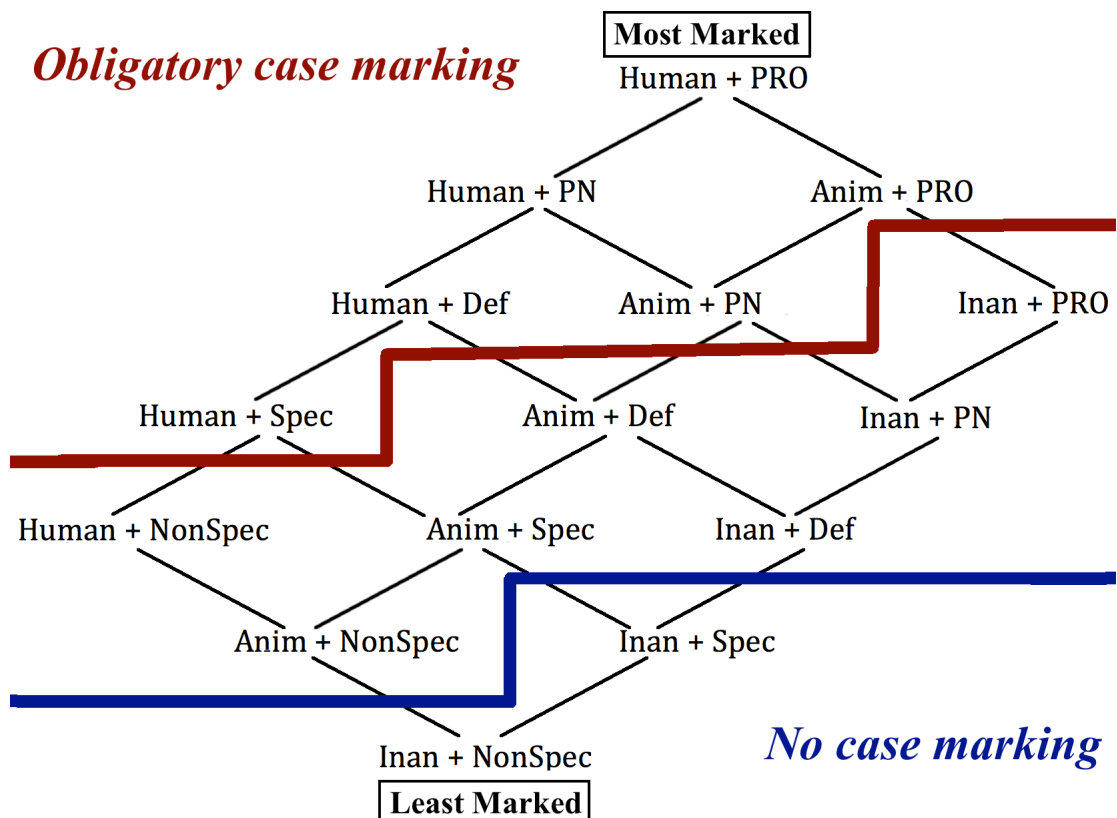 Most Marked
Obligatory case marking
Human + PRO
Human + PN
Anim + PRO
Human + Def
Anim + PN
Inan + PRO
Human + Spec
Anim + Def
Inan + PN
Human + NonSpec
Anim + Spec
Inan + Def
Anim + NonSpec
Inan + Spec
No case marking
Inan + NonSpec
Least Marked